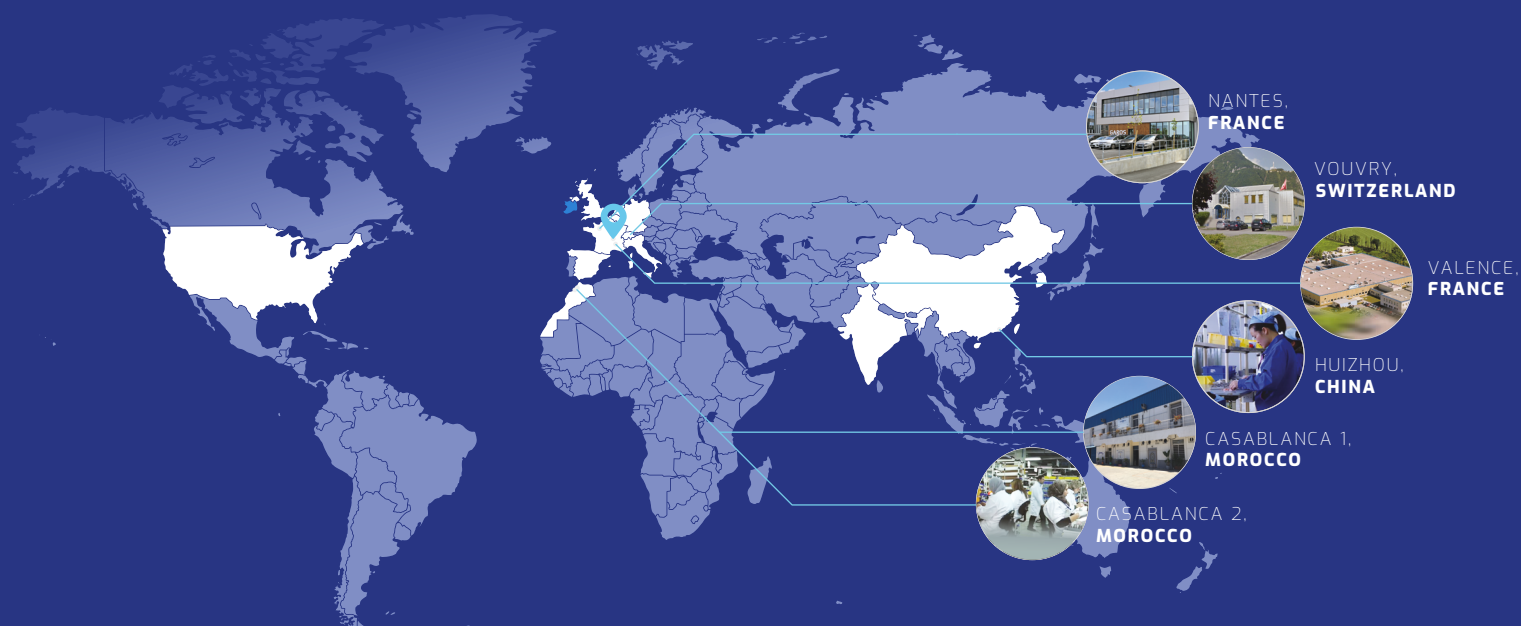 NANTES,
FRANCE
VOUVRY,
SWITZERLAND
VALENCE,
FRANCE
HUIZHOU,
CHINA
CASABLANCA 1,
MOROCCO
CASABLANCA 2,
MOROCCO